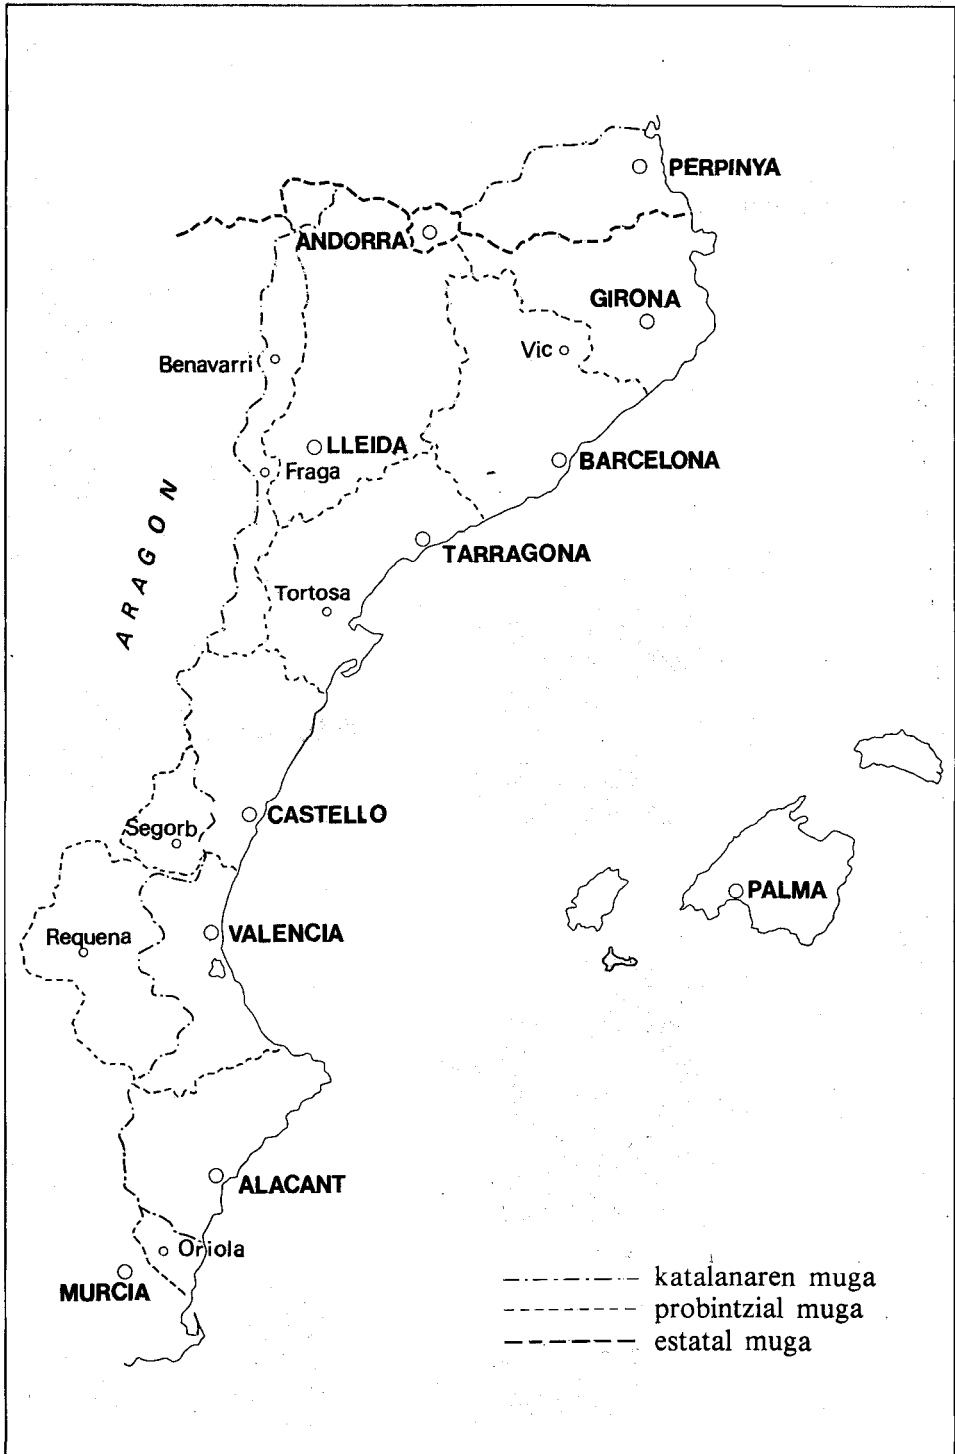 PERPINYA
ANDORRA
GIRONA
Vic
Benavarri
LLEIDA
BARCELONA
Fraga
ARAGON
TARRAGONA
Tortosa
CASTELLO
Segorb
PALMA
Requena
VALENCIA
ALACANT
Oriola
MURCIA
katalanaren muga
probintzial muga
estatal muga